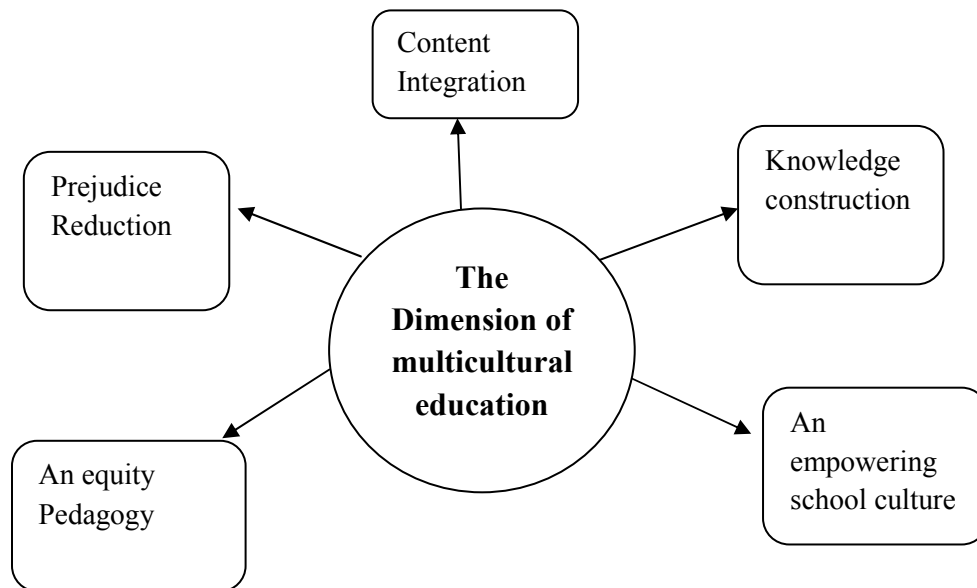 Content
Integration
Prejudice
Reduction
Knowledge
construction
The
Dimension of
multicultural
education
An equity
Pedagogy
An
empowering
school culture